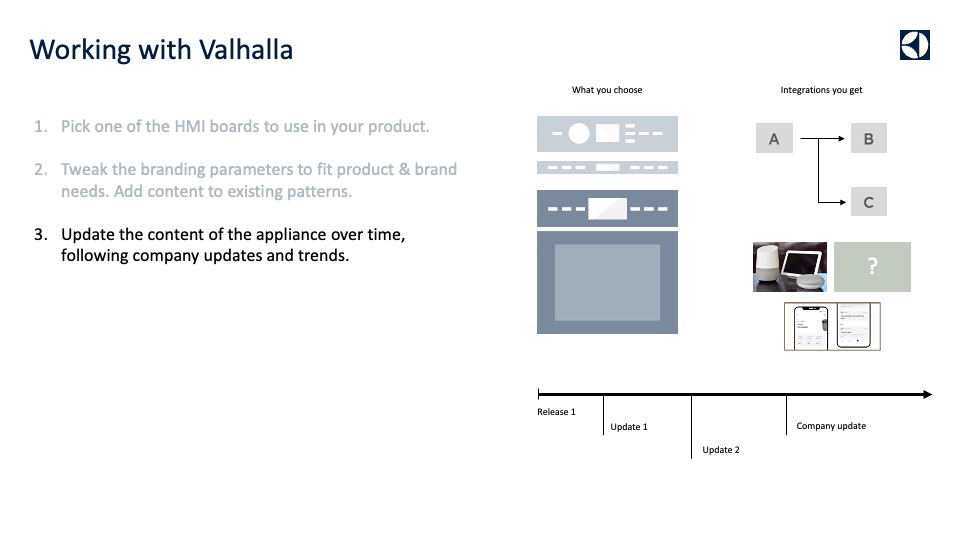 Working with Valhalla
What you choose
Integrations you get
1. Pick one of the HMI boards to use in your product.
2. Tweak the branding parameters to fit product & brand
needs. Add content to existing patterns.
3. Update the content of the appliance over time,
following company updates and trends.
A
B
C
?
Release 1
Update 1
Update 2
Company update